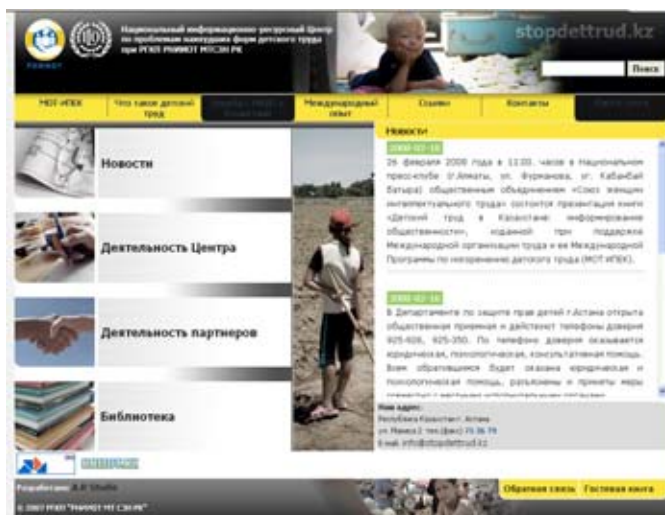 Национальный информационно-ресурсный Центр
по проблемам наихудших форм детского труда
при РГКП РНИИОТ МТСЗН РК
stopdettrud.kz
РНИИОТ
Поиск
МОТ-ИПЕК
Что такое детский труд
Международный опыт
Ссылки
Контакты
Новости
Деятельность Центра
Деятельность партнеров
Библиотека
Новости
2008-02-18
26 февраля 2008 года в 11.00. часов в Национальном
пресс-клубе (г.Алматы, ул. Фурманова, уг. Кабанбай
батыра) общественным объединением «Союз женщин
интеллектуального труда» состоится презентация книги
«Детский труд в Казахстане: информирование
общественности», изданной при поддержке
Международной организации труда и ее Международной
Программы по искоренению детского труда (МОТ-ИПЕК).
2008-02-18
В Департаменте по защите прав детей г.Астана открыта
общественная приемная и действуют телефоны доверия
925-928, 925-350. По телефону доверия оказывается
юридическая, психологическая, консультативная помощь.
Всем обратившимся будет оказана юридическая и
психологическая помощь, разъяснены и приняты меры
Наш адрес:
Республика Казахстан г. Астана
E-mail: info@stopdettrud.kz
Разработано: Studio
© 2007 РГКП "РНИИОТ МТ СЗН РК"
Обратная связь Гостевая книга